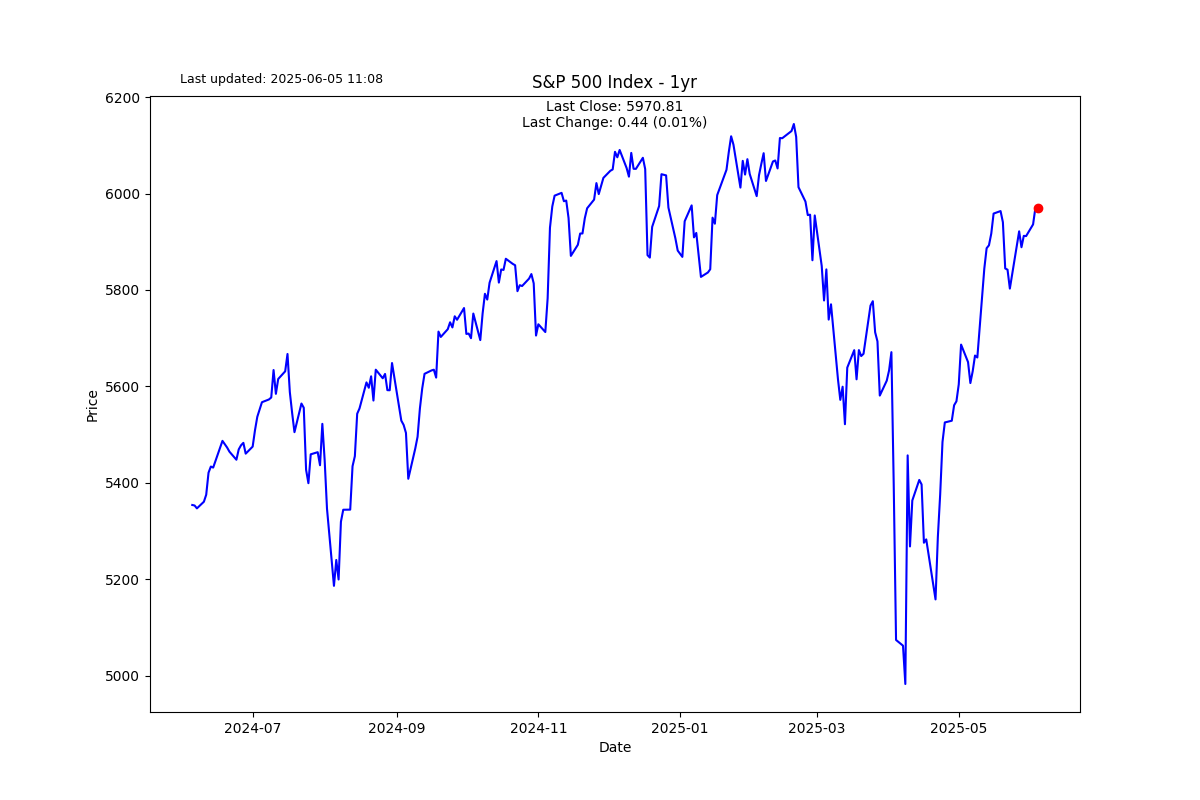 Last updated: 2025-06-05 11:08
S&P 500 Index - 1yr
Last Close: 5970.81
Last Change: 0.44 (0.01%)
6200
6000
5800
5600
5400
5200
5000
Price
2024-07
2024-09
2024-11
2025-01
2025-03
2025-05
Date